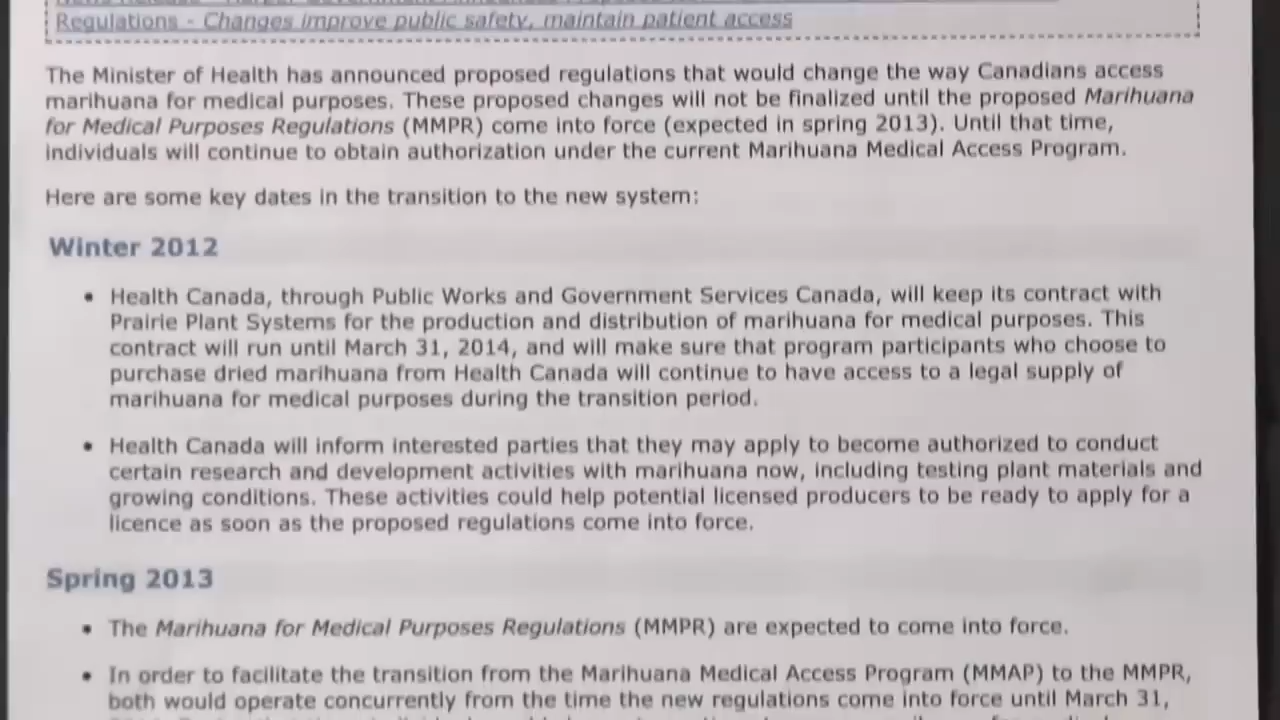 Regulations - Changes improve public safety, maintain patient access
The Minister of Health has announced proposed regulations that would change the way Canadians access
marihuana for medical purposes. These proposed changes will not be finalized until the proposed Marihuana
for Medical Purposes Regulations (MMPR) come into force (expected in spring 2013). Until that time,
individuals will continue to obtain authorization under the current Marihuana Medical Access Program.
Here are some key dates in the transition to the new system:
Winter 2012
• Health Canada, through Public Works and Government Services Canada, will keep its contract with
Prairie Plant Systems for the production and distribution of marihuana for medical purposes. This
contract will run until March 31, 2014, and will make sure that program participants who choose to
purchase dried marihuana from Health Canada will continue to have access to a legal supply of
marihuana for medical purposes during the transition period.
• Health Canada will inform interested parties that they may apply to become authorized to conduct
certain research and development activities with marihuana now, including testing plant materials and
growing conditions. These activities could help potential licensed producers to be ready to apply for a
licence as soon as the proposed regulations come into force.
Spring 2013
• The Marihuana for Medical Purposes Regulations (MMPR) are expected to come into force.
• In order to facilitate the transition from the Marihuana Medical Access Program (MMAP) to the MMPR,
both would operate concurrently from the time the new regulations come into force until March 31,